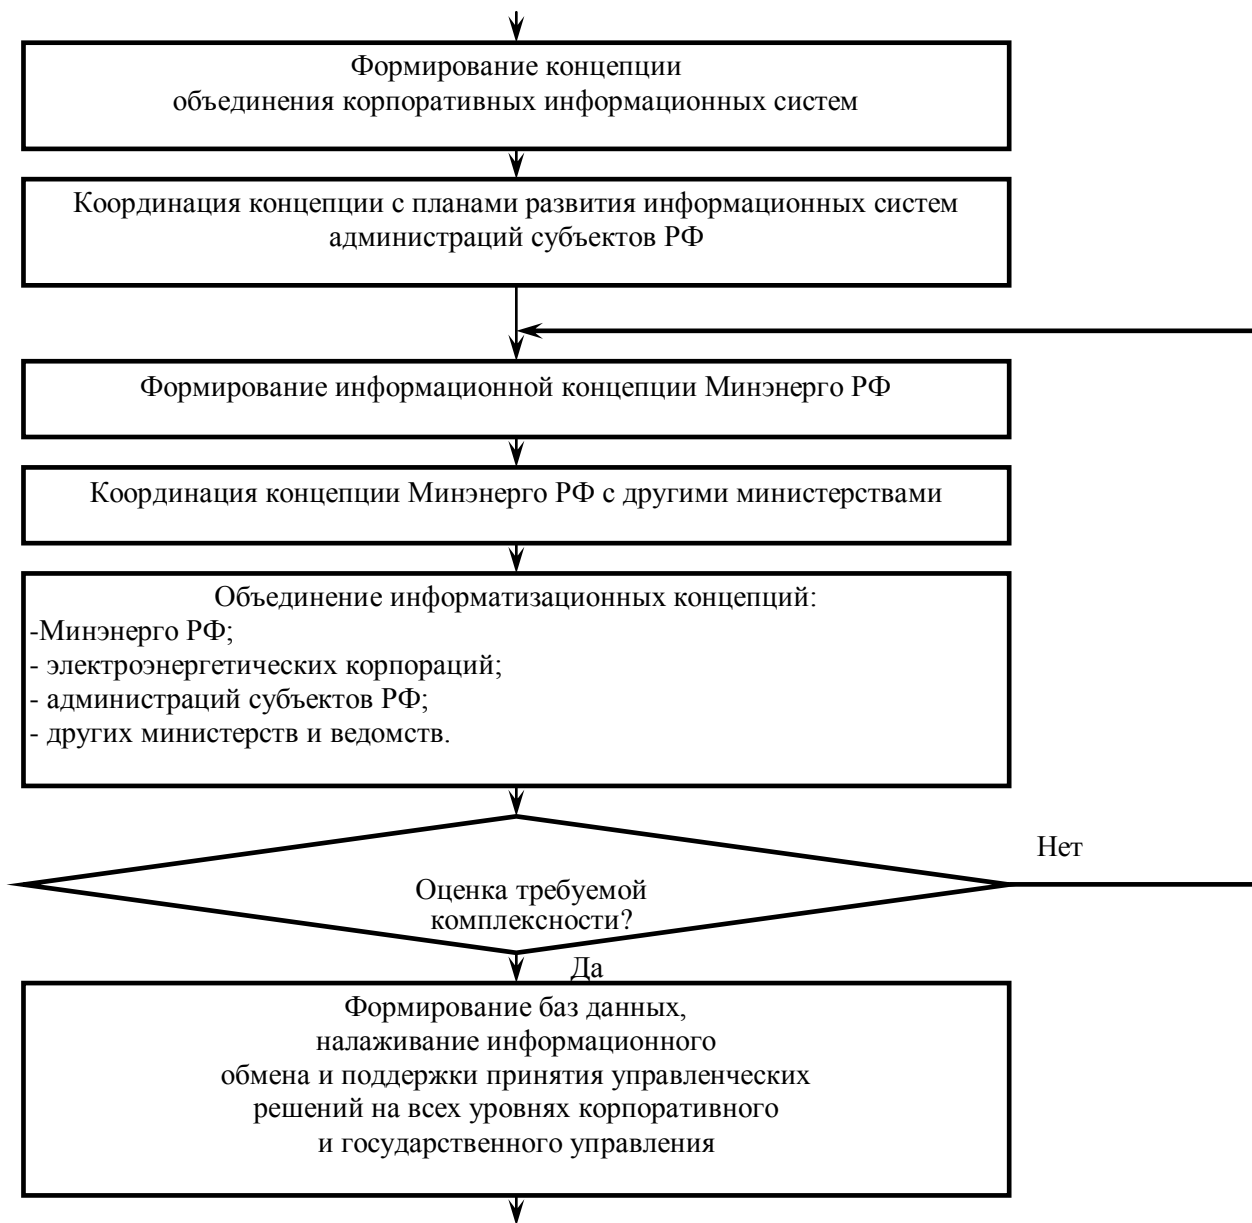 Формирование концепции
объединения корпоративных информационных систем
Координация концепции с планами развития информационных систем
администраций субъектов РФ
Формирование информационной концепции Минэнерго РФ
Координация концепции Минэнерго РФ с другими министерствами
Объединение информатизационных концепций:
-Минэнерго РФ;
- электроэнергетических корпораций;
- администраций субъектов РФ;
- других министерств и ведомств.
Нет
Оценка требуемой
комплексности?
Да
Формирование баз данных,
налаживание информационного
обмена и поддержки принятия управленческих
решений на всех уровнях корпоративного
и государственного управления